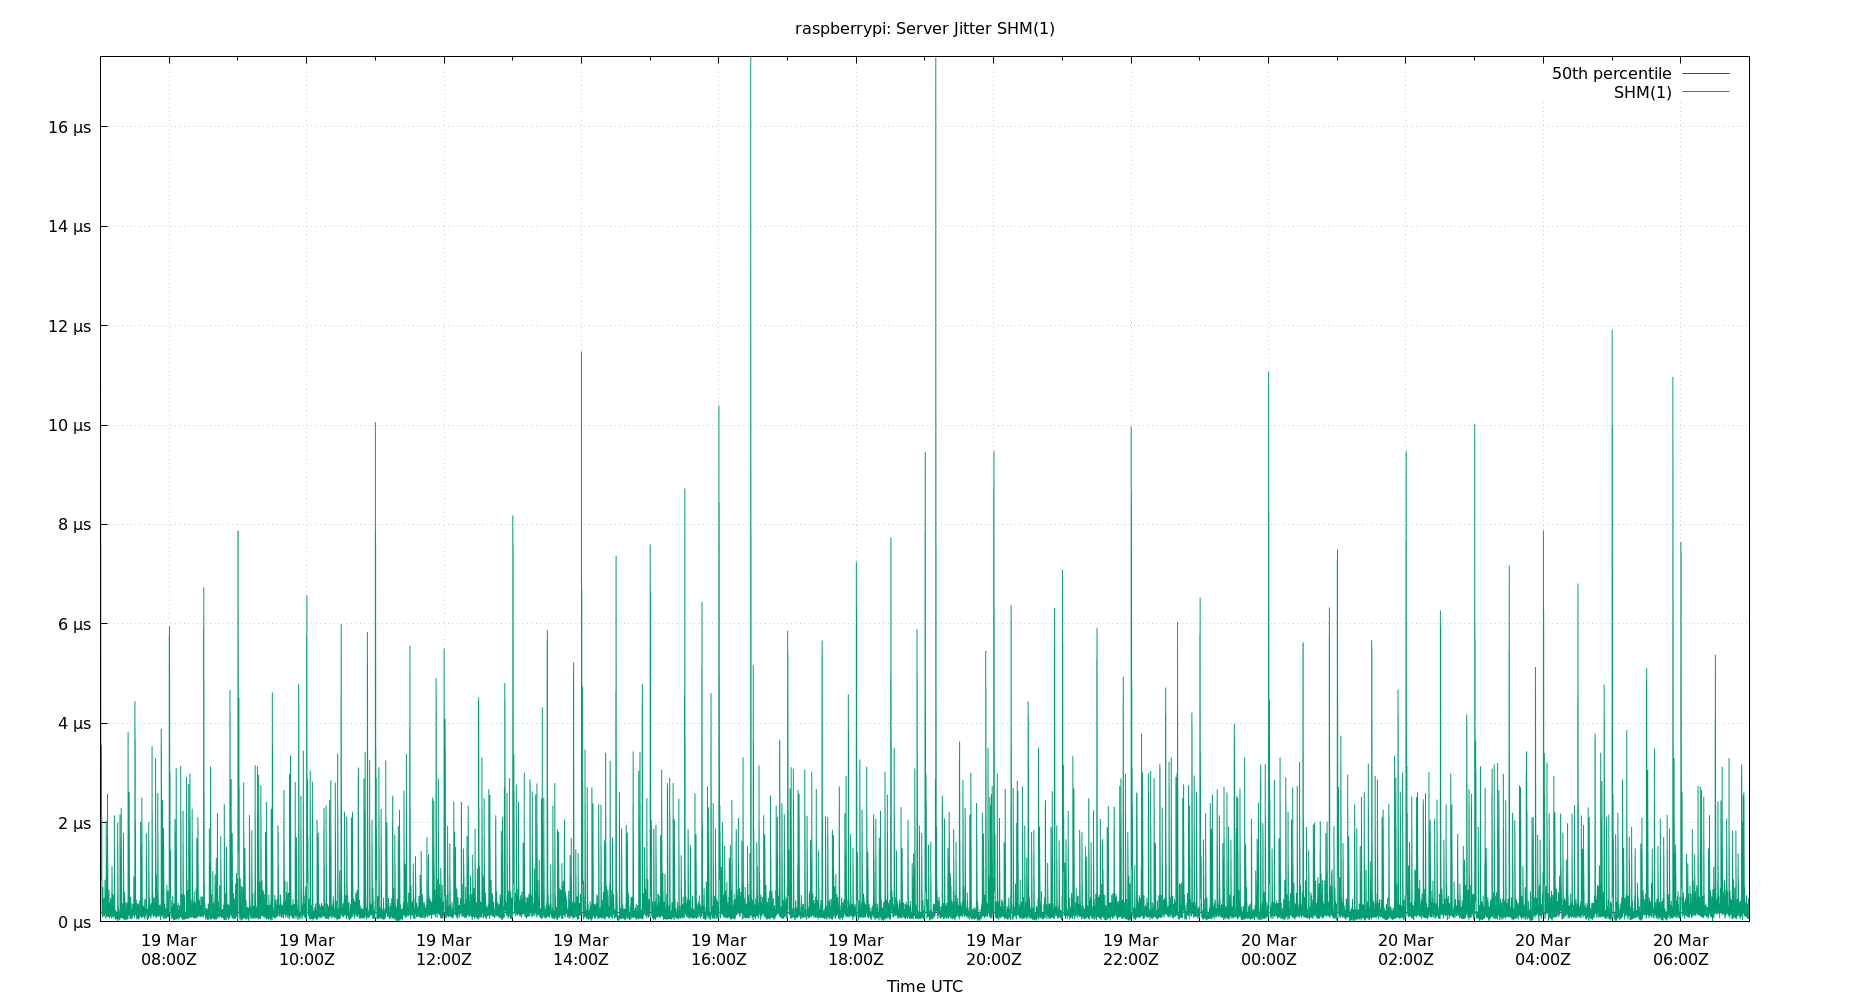 raspberrypi: Server Jitter SHM(1)
50th percentile
SHM(1)
16 µs
14 µs
12 µs
10 µs
8 µs
6 µs
4 µs
2 µs
0 µs
19 Mar 19 Mar 19 Mar 19 Mar 19 Mar 19 Mar 19 Mar 19 Mar 20 Mar 20 Mar 20 Mar 20 Mar
08:00Z 10:00Z 12:00Z 14:00Z 16:00Z 18:00Z 20:00Z 22:00Z 00:00Z 02:00Z 04:00Z 06:00Z
Time UTC